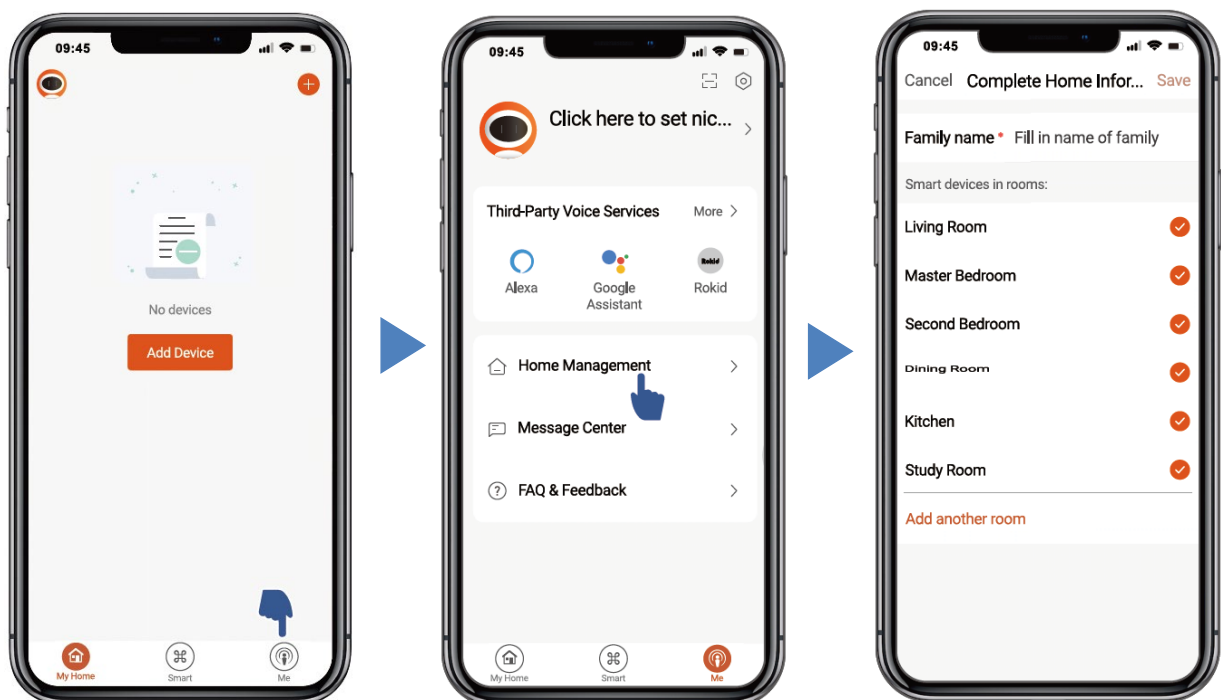 09:45
No devices
Add Device
My Home
Smart
Me
09:45
Click here to set nic...
Third-Party Voice Services
More
Alexa
Google
Assistant
Rokid
Rokid
Home Management
Message Center
FAQ & Feedback
My Home
Smart
Me
09:45
Cancel Complete Home Infor... Save
Family name * Fill in name of family
Smart devices in rooms:
Living Room
Master Bedroom
Second Bedroom
Dining Room
Kitchen
Study Room
Add another room